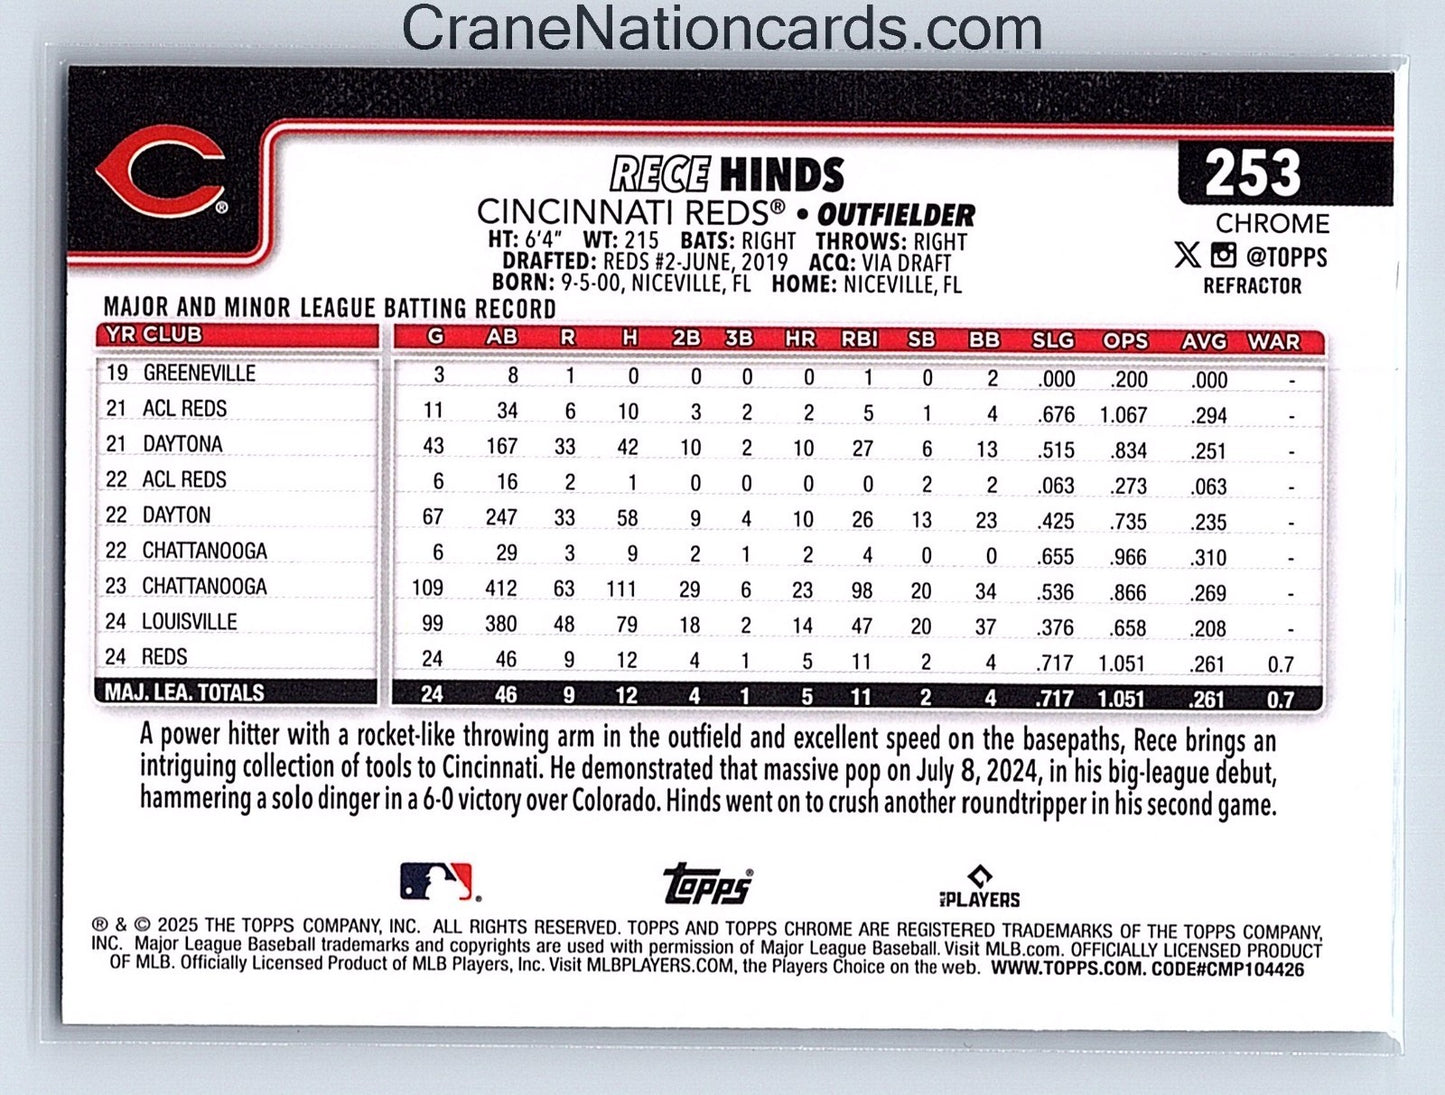 CraneNationcards.com
RECE HINDS
253
CINCINNATI REDS® • OUTFIELDER
CHROME
HT: 6'4" WT: 215 BATS: RIGHT THROWS: RIGHT
@TOPPS
DRAFTED: REDS #2-JUNE, 2019 ACQ: VIA DRAFT
REFRACTOR
BORN: 9-5-00, NICEVILLE, FL HOME: NICEVILLE, FL
MAJOR AND MINOR LEAGUE BATTING RECORD
YR CLUB G AB R H 2B 3B HR RBI SB BB SLG OPS AVG WAR
19 GREENEVILLE 3 8 1 0 0 0 0 1 0 2 .000 .200 .000 -
21 ACL REDS 11 34 6 10 3 2 2 5 1 4 .676 1.067 .294 -
21 DAYTONA 43 167 33 42 10 2 10 27 6 13 .515 .834 .251 -
22 ACL REDS 6 16 2 1 0 0 0 0 2 2 .063 .273 .063 -
22 DAYTON 67 247 33 58 9 4 10 26 13 23 .425 .735 .235 -
22 CHATTANOOGA 6 29 3 9 2 1 2 4 0 0 .655 .966 .310 -
23 CHATTANOOGA 109 412 63 111 29 6 23 98 20 34 .536 .866 .269 -
24 LOUISVILLE 99 380 48 79 18 2 14 47 20 37 .376 .658 .208 -
24 REDS 24 46 9 12 4 1 5 11 2 4 .717 1.051 .261 0.7
MAJ. LEA. TOTALS 24 46 9 12 4 1 5 11 2 4 .717 1.051 .261 0.7
A power hitter with a rocket-like throwing arm in the outfield and excellent speed on the basepaths, Rece brings an
intriguing collection of tools to Cincinnati. He demonstrated that massive pop on July 8, 2024, in his big-league debut,
hammering a solo dinger in a 6-0 victory over Colorado. Hinds went on to crush another roundtripper in his second game.
topps®
PLAYERS
® & © 2025 THE TOPPS COMPANY, INC. ALL RIGHTS RESERVED. TOPPS AND TOPPS CHROME ARE REGISTERED TRADEMARKS OF THE TOPPS COMPANY,
INC. Major League Baseball trademarks and copyrights are used with permission of Major League Baseball. Visit MLB.com. OFFICIALLY LICENSED PRODUCT
OF MLB. Officially Licensed Product of MLB Players, Inc. Visit MLBPLAYERS.COM, the Players Choice on the web. WWW.TOPPS.COM. CODE#CMP104426